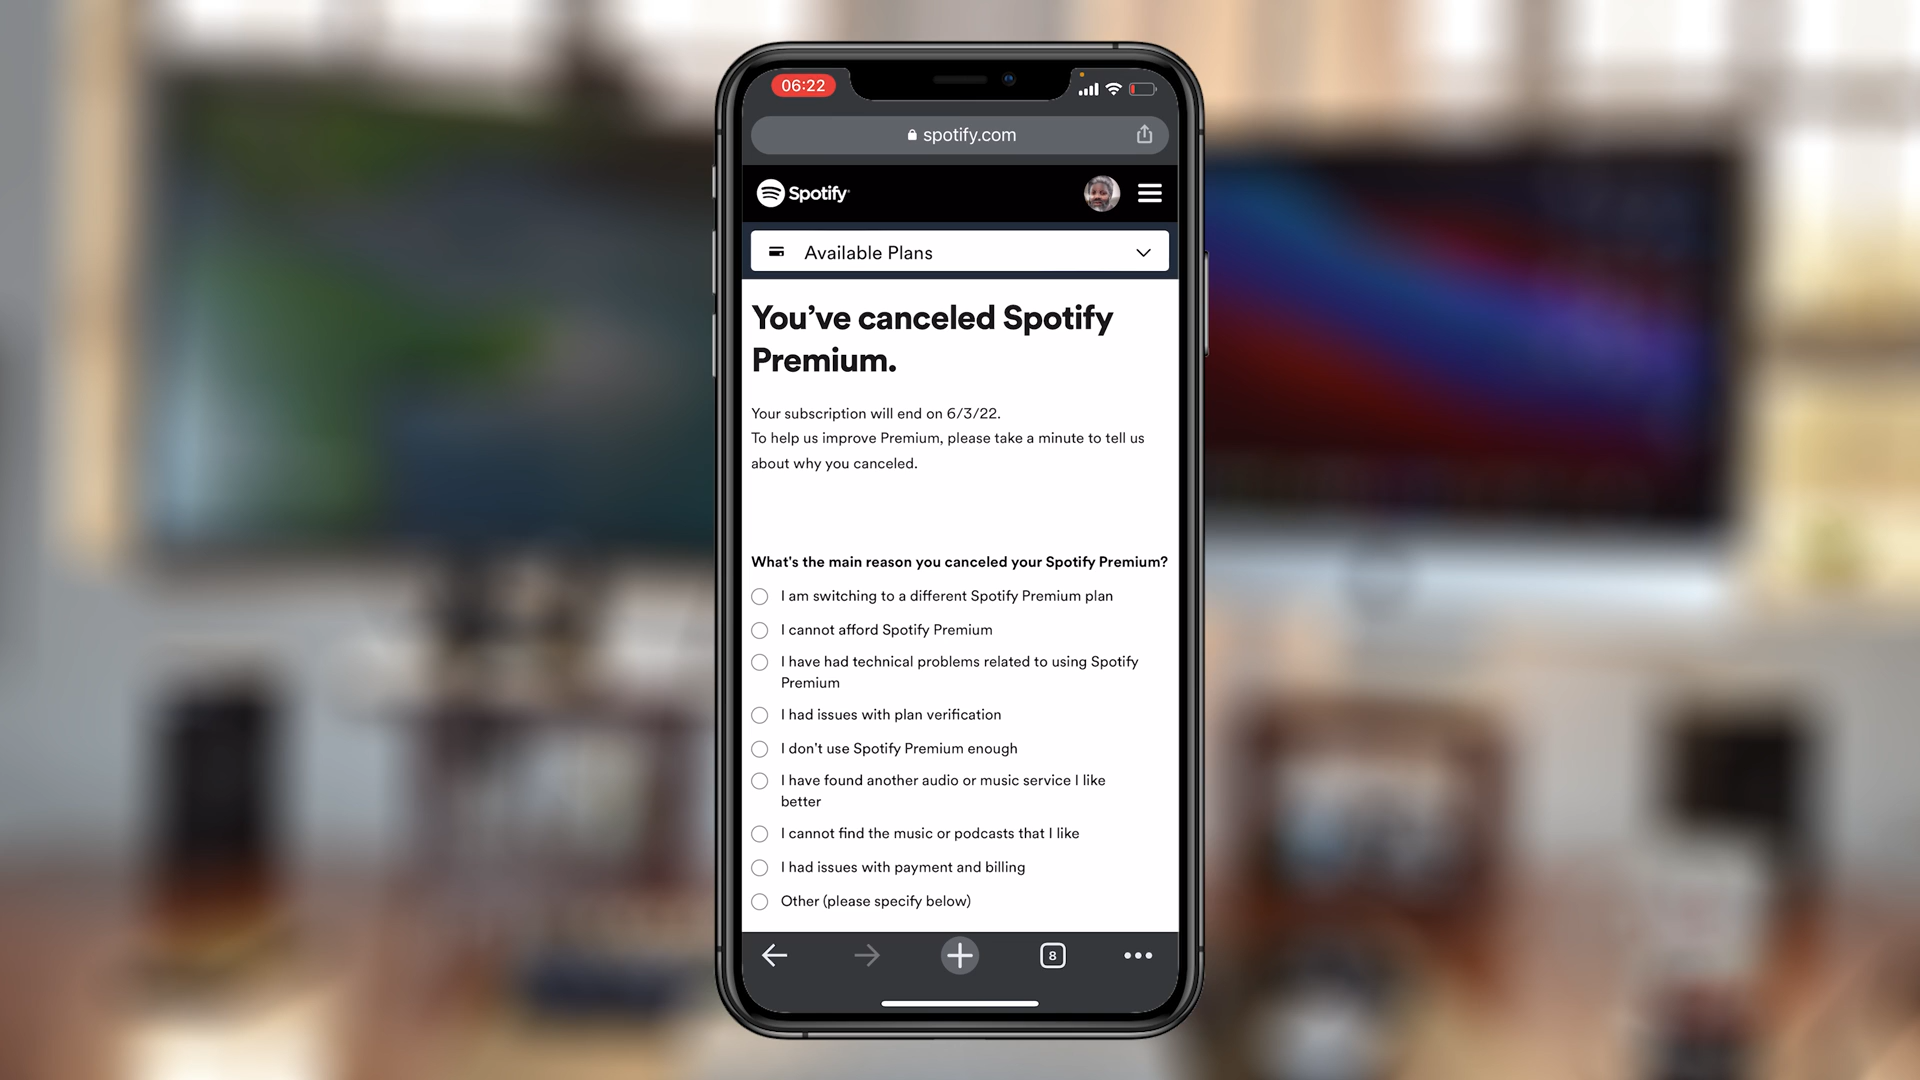 06:22
spotify.com
Spotify
Available Plans
You've canceled Spotify
Premium.
Your subscription will end on 6/3/22.
To help us improve Premium, please take a minute to tell us
about why you canceled.
What's the main reason you canceled your Spotify Premium?
I am switching to a different Spotify Premium plan
I cannot afford Spotify Premium
I have had technical problems related to using Spotify
Premium
I had issues with plan verification
I don't use Spotify Premium enough
I have found another audio or music service I like
better
I cannot find the music or podcasts that I like
I had issues with payment and billing
Other (please specify below)
8